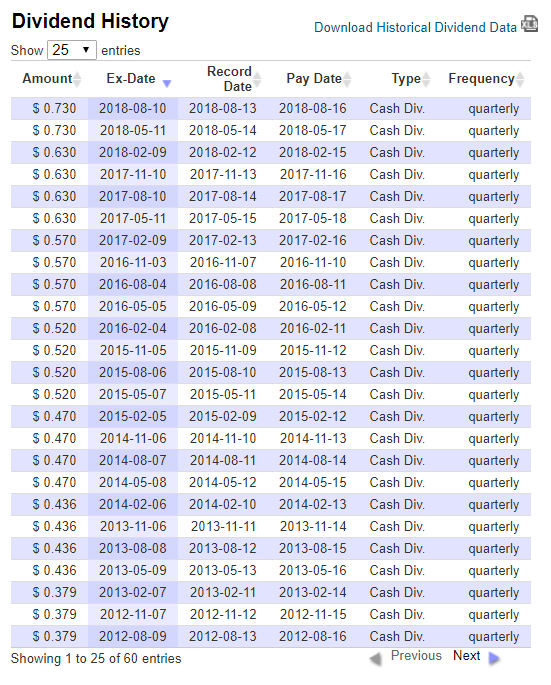 Dividend History
Download Historical Dividend Data XLS
Show 25 entries
Amount Ex-Date Record Date Pay Date Type Frequency
$ 0.730 2018-08-10 2018-08-13 2018-08-16 Cash Div. quarterly
$ 0.730 2018-05-11 2018-05-14 2018-05-17 Cash Div. quarterly
$ 0.630 2018-02-09 2018-02-12 2018-02-15 Cash Div. quarterly
$ 0.630 2017-11-10 2017-11-13 2017-11-16 Cash Div. quarterly
$ 0.630 2017-08-10 2017-08-14 2017-08-17 Cash Div. quarterly
$ 0.630 2017-05-11 2017-05-15 2017-05-18 Cash Div. quarterly
$ 0.570 2017-02-09 2017-02-13 2017-02-16 Cash Div. quarterly
$ 0.570 2016-11-03 2016-11-07 2016-11-10 Cash Div. quarterly
$ 0.570 2016-08-04 2016-08-08 2016-08-11 Cash Div. quarterly
$ 0.570 2016-05-05 2016-05-09 2016-05-12 Cash Div. quarterly
$ 0.520 2016-02-04 2016-02-08 2016-02-11 Cash Div. quarterly
$ 0.520 2015-11-05 2015-11-09 2015-11-12 Cash Div. quarterly
$ 0.520 2015-08-06 2015-08-10 2015-08-13 Cash Div. quarterly
$ 0.520 2015-05-07 2015-05-11 2015-05-14 Cash Div. quarterly
$ 0.470 2015-02-05 2015-02-09 2015-02-12 Cash Div. quarterly
$ 0.470 2014-11-06 2014-11-10 2014-11-13 Cash Div. quarterly
$ 0.470 2014-08-07 2014-08-11 2014-08-14 Cash Div. quarterly
$ 0.470 2014-05-08 2014-05-12 2014-05-15 Cash Div. quarterly
$ 0.436 2014-02-06 2014-02-10 2014-02-13 Cash Div. quarterly
$ 0.436 2013-11-06 2013-11-11 2013-11-14 Cash Div. quarterly
$ 0.436 2013-08-08 2013-08-12 2013-08-15 Cash Div. quarterly
$ 0.436 2013-05-09 2013-05-13 2013-05-16 Cash Div. quarterly
$ 0.379 2013-02-07 2013-02-11 2013-02-14 Cash Div. quarterly
$ 0.379 2012-11-07 2012-11-12 2012-11-15 Cash Div. quarterly
$ 0.379 2012-08-09 2012-08-13 2012-08-16 Cash Div. quarterly
Showing 1 to 25 of 60 entries Previous Next